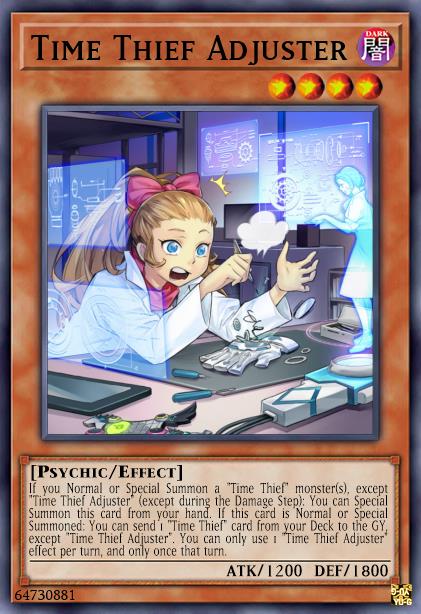 Time Thief Adjuster
DARK
闇
[Psychic/Effect]
If you Normal or Special Summon a "Time Thief" monster(s), except
"Time Thief Adjuster" (except during the Damage Step): You can Special
Summon this card from your hand. If this card is Normal or Special
Summoned: You can send 1 "Time Thief" card from your Deck to the GY,
except "Time Thief Adjuster". You can only use 1 "Time Thief Adjuster"
effect per turn, and only once that turn.
ATK/1200 DEF/1800
64730881